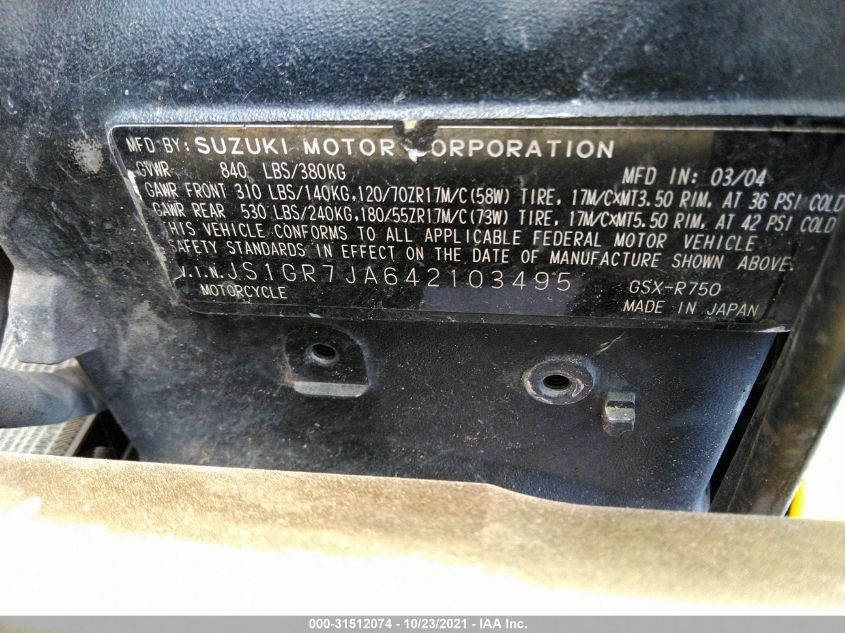 MFD BY: SUZUKI MOTOR CORPORATION
GVWR 840 LBS/380KG MFD IN: 03/04
GAWR FRONT 310 LBS/140KG, 120/70ZR17M/C (58W) TIRE, 17M/C×MT3.50 RIM, AT 36 PSI COLD
GAWR REAR 530 LBS/240KG, 180/55ZR17M/C (73W) TIRE, 17M/C×MT5.50 RIM, AT 42 PSI COLD
THIS VEHICLE CONFORMS TO ALL APPLICABLE FEDERAL MOTOR VEHICLE
SAFETY STANDARDS IN EFFECT ON THE DATE OF MANUFACTURE SHOWN ABOVE.
V.I.N. JS1GR7JA642103495 GSX-R750
MOTORCYCLE MADE IN JAPAN
000-31512074 - 10/23/2021 - IAA Inc.